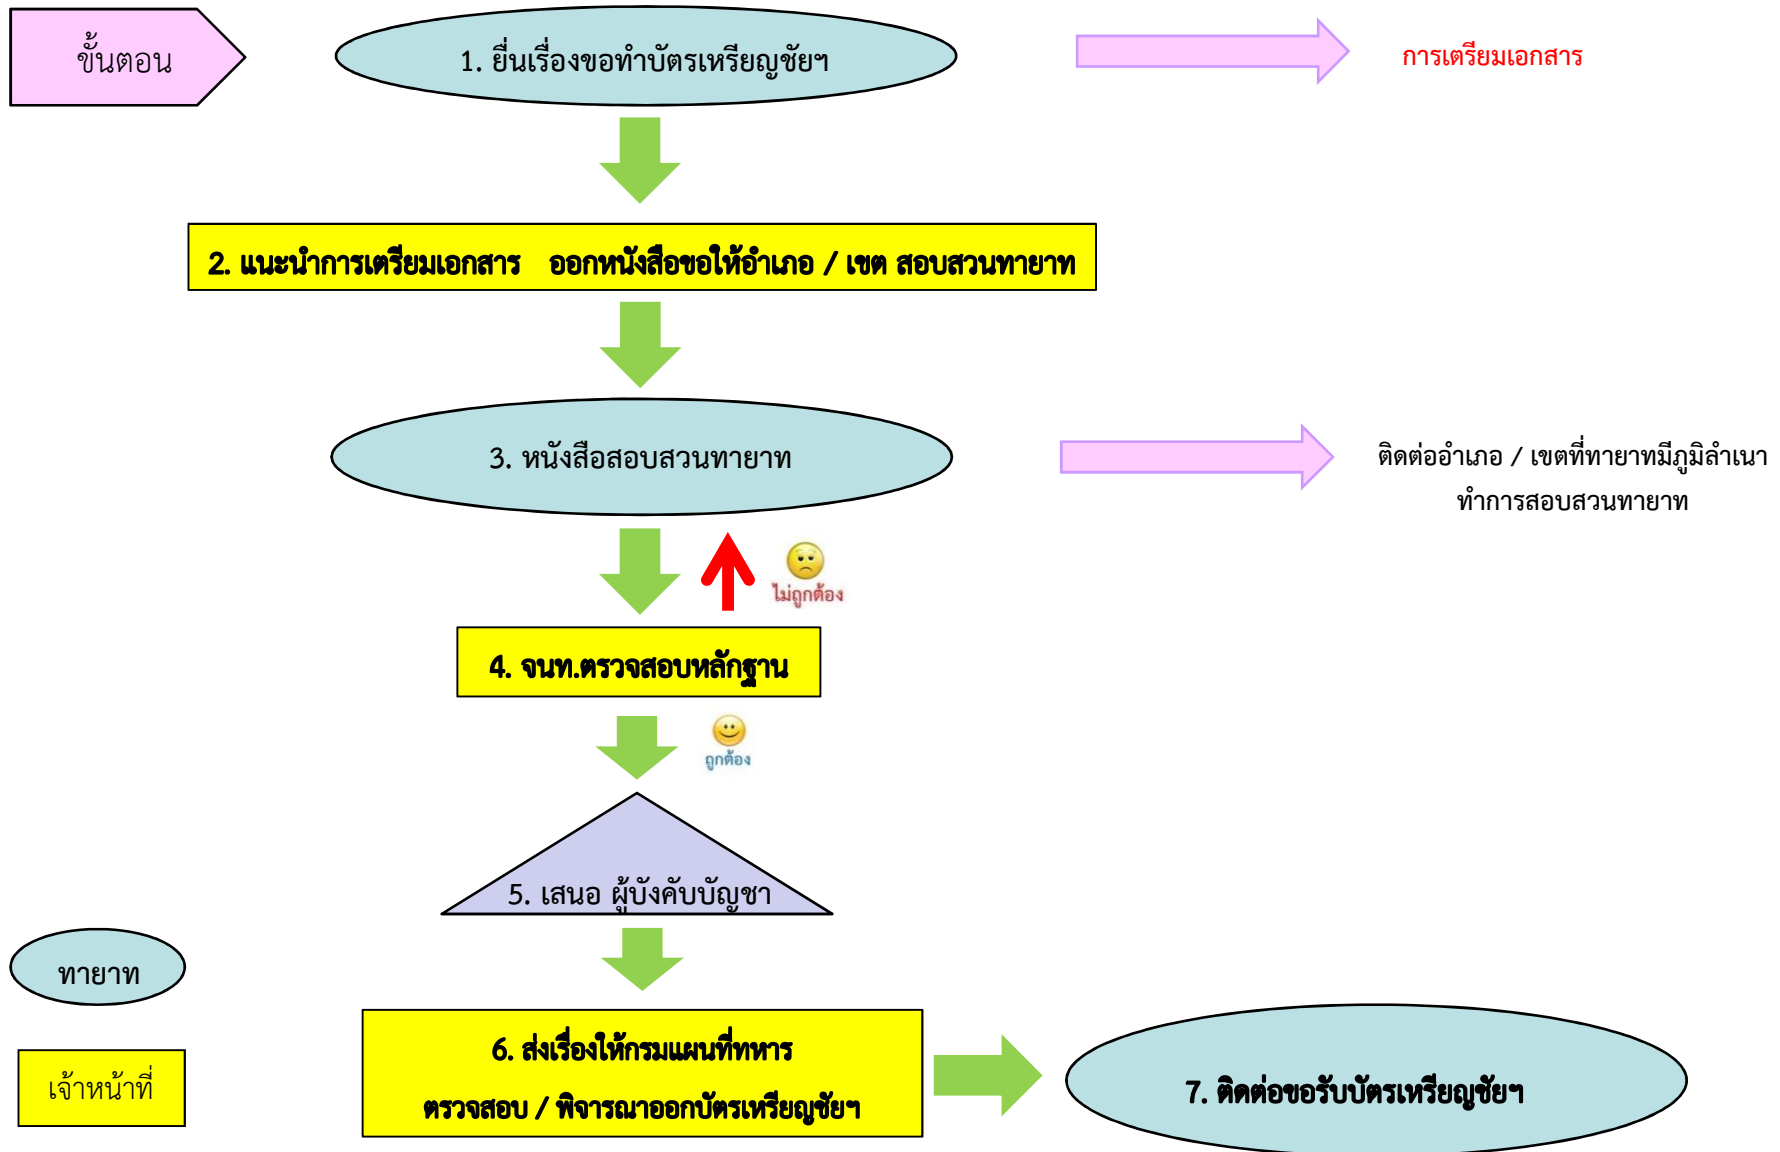 ขั้นตอน
1. ยื่นเรื่องขอทำบัตรเหรียญชัยฯ
การเตรียมเอกสาร
2. แนะนำการเตรียมเอกสาร ออกหนังสือขอให้อำเภอ / เขต สอบสวนทายาท
3. หนังสือสอบสวนทายาท
ติดต่ออำเภอ / เขตที่ทายาทมีภูมิลำเนา
ทำการสอบสวนทายาท
ไม่ถูกต้อง
4. จนท.ตรวจสอบหลักฐาน
ถูกต้อง
5. เสนอ ผู้บังคับบัญชา
ทายาท
เจ้าหน้าที่
6. ส่งเรื่องให้กรมแผนที่ทหาร
ตรวจสอบ / พิจารณาออกบัตรเหรียญชัยฯ
7. ติดต่อขอรับบัตรเหรียญชัยฯ